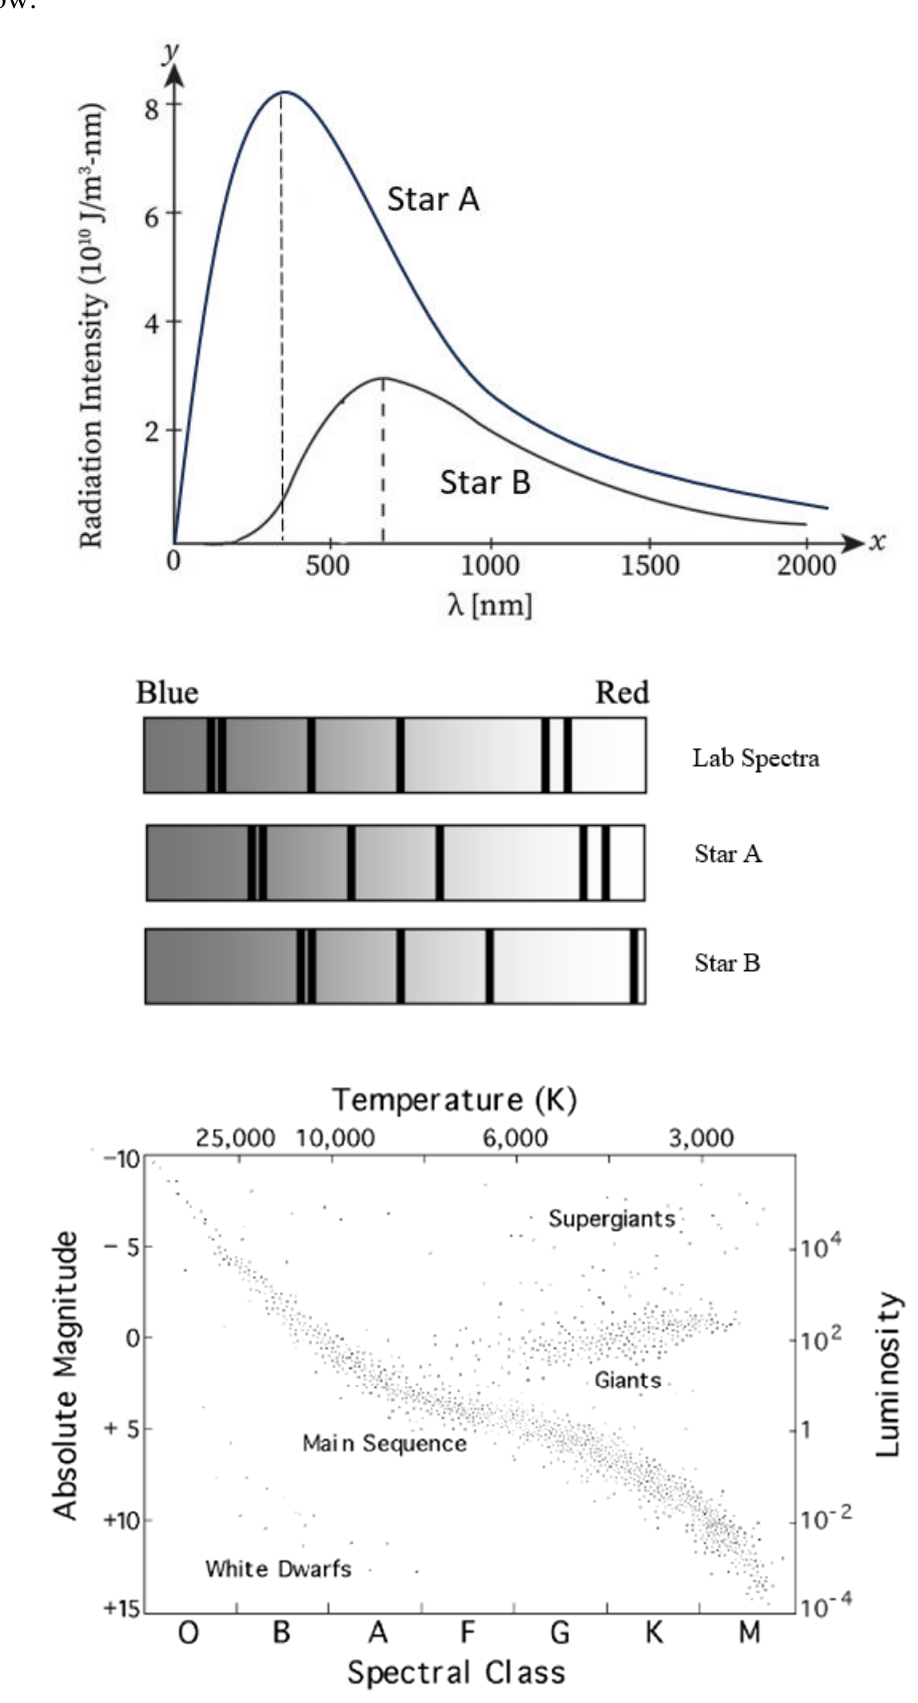 y
Radiation Intensity (10¹⁰ J/m³-nm)
8
6
4
2
Star A
Star B
0 500 1000 1500 2000 x
λ [nm]
Blue Red
Lab Spectra
Star A
Star B
Temperature (K)
25,000 10,000 6,000 3,000
Absolute Magnitude
−10
−5
0
+5
+10
+15
Supergiants
Giants
Main Sequence
White Dwarfs
10⁴
10²
1
10⁻²
10⁻⁴
Luminosity
O B A F G K M
Spectral Class